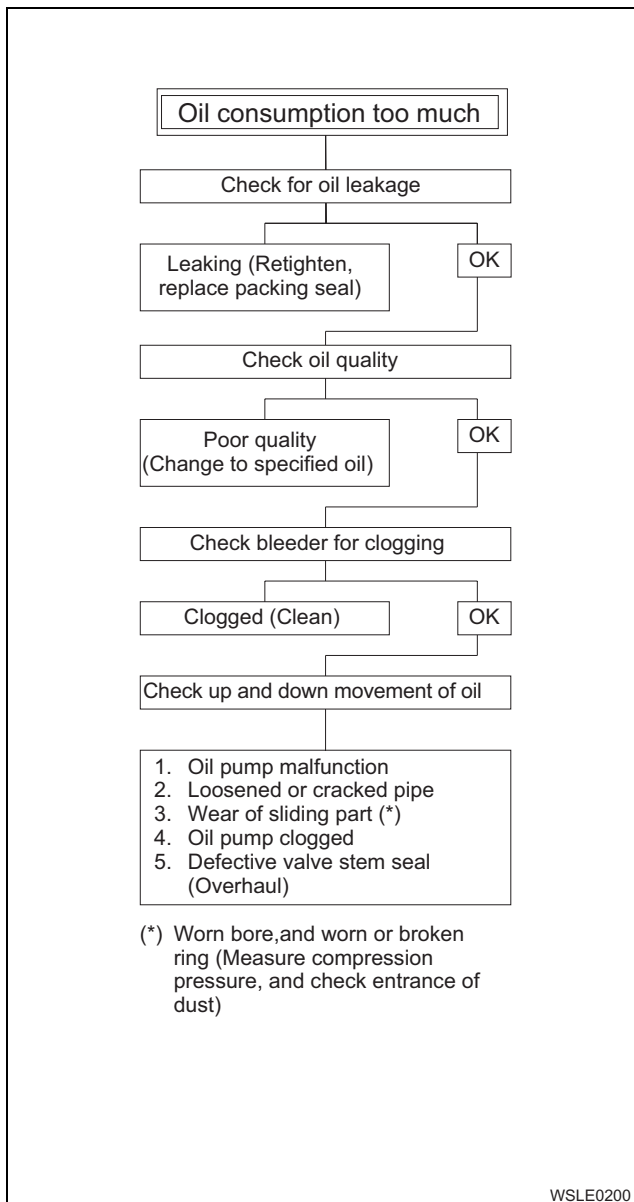 Oil consumption too much
Check for oil leakage
Leaking (Retighten,
replace packing seal)
OK
Check oil quality
Poor quality
(Change to specified oil)
OK
Check bleeder for clogging
Clogged (Clean)
OK
Check up and down movement of oil
1. Oil pump malfunction
2. Loosened or cracked pipe
3. Wear of sliding part (*)
4. Oil pump clogged
5. Defective valve stem seal
(Overhaul)
(*) Worn bore,and worn or broken
ring (Measure compression
pressure, and check entrance of
dust)
WSLE0200